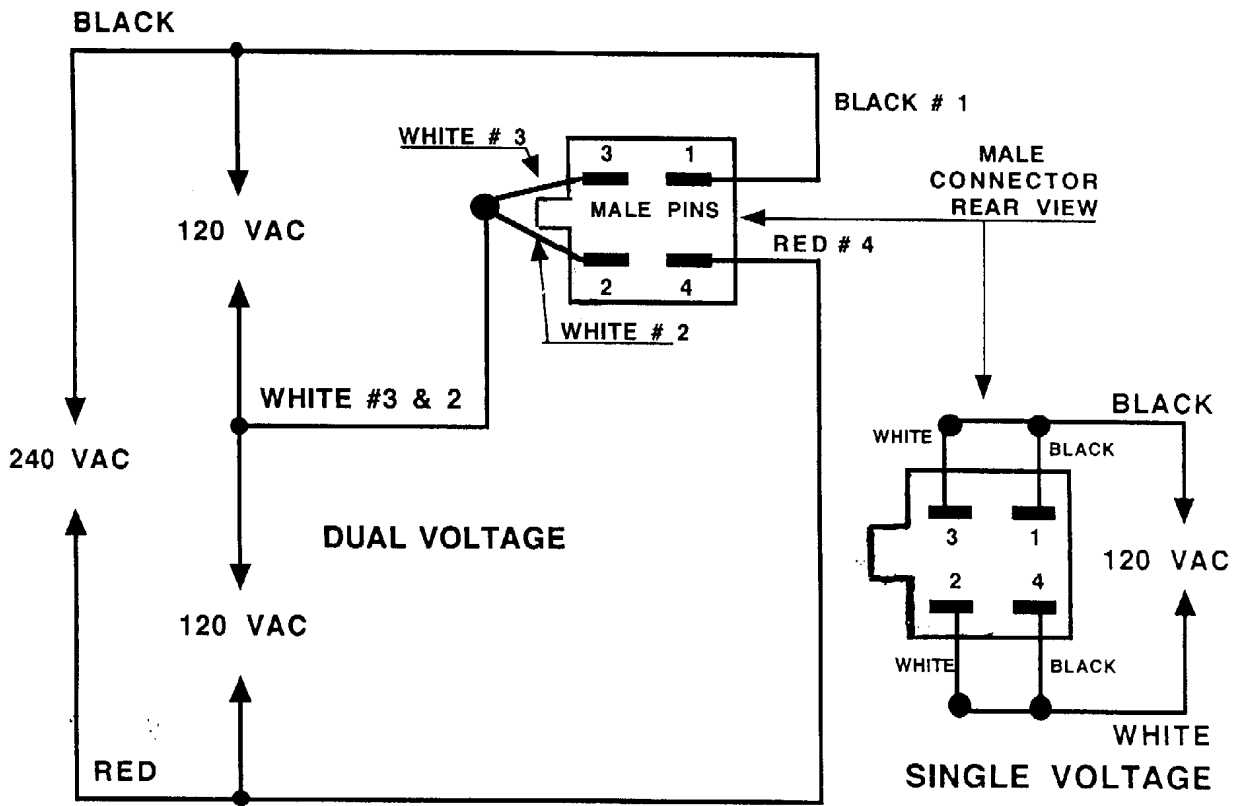 BLACK
BLACK # 1
WHITE # 3
3 1
MALE
CONNECTOR
REAR VIEW
MALE PINS
120 VAC
RED # 4
2 4
WHITE # 2
WHITE #3 & 2
BLACK
WHITE
BLACK
240 VAC
DUAL VOLTAGE
3 1
120 VAC
2 4
120 VAC
WHITE
BLACK
WHITE
RED
SINGLE VOLTAGE